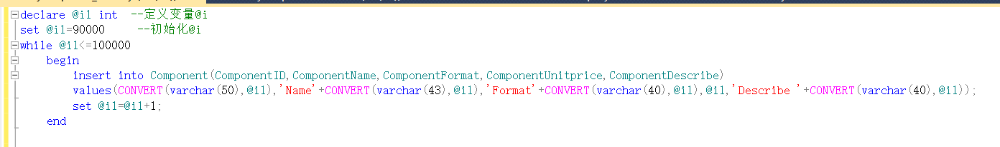 declare @i1 int  --定义变量@i
set @i1=90000     --初始化@i
while @i1<=100000
    begin
        insert into Component(ComponentID,ComponentName,ComponentFormat,ComponentUnitprice,ComponentDescribe)
        values(CONVERT(varchar(50),@i1),'Name'+CONVERT(varchar(43),@i1),'Format'+CONVERT(varchar(40),@i1),@i1,'Describe '+CONVERT(varchar(40),@i1));
        set @i1=@i1+1;
    end